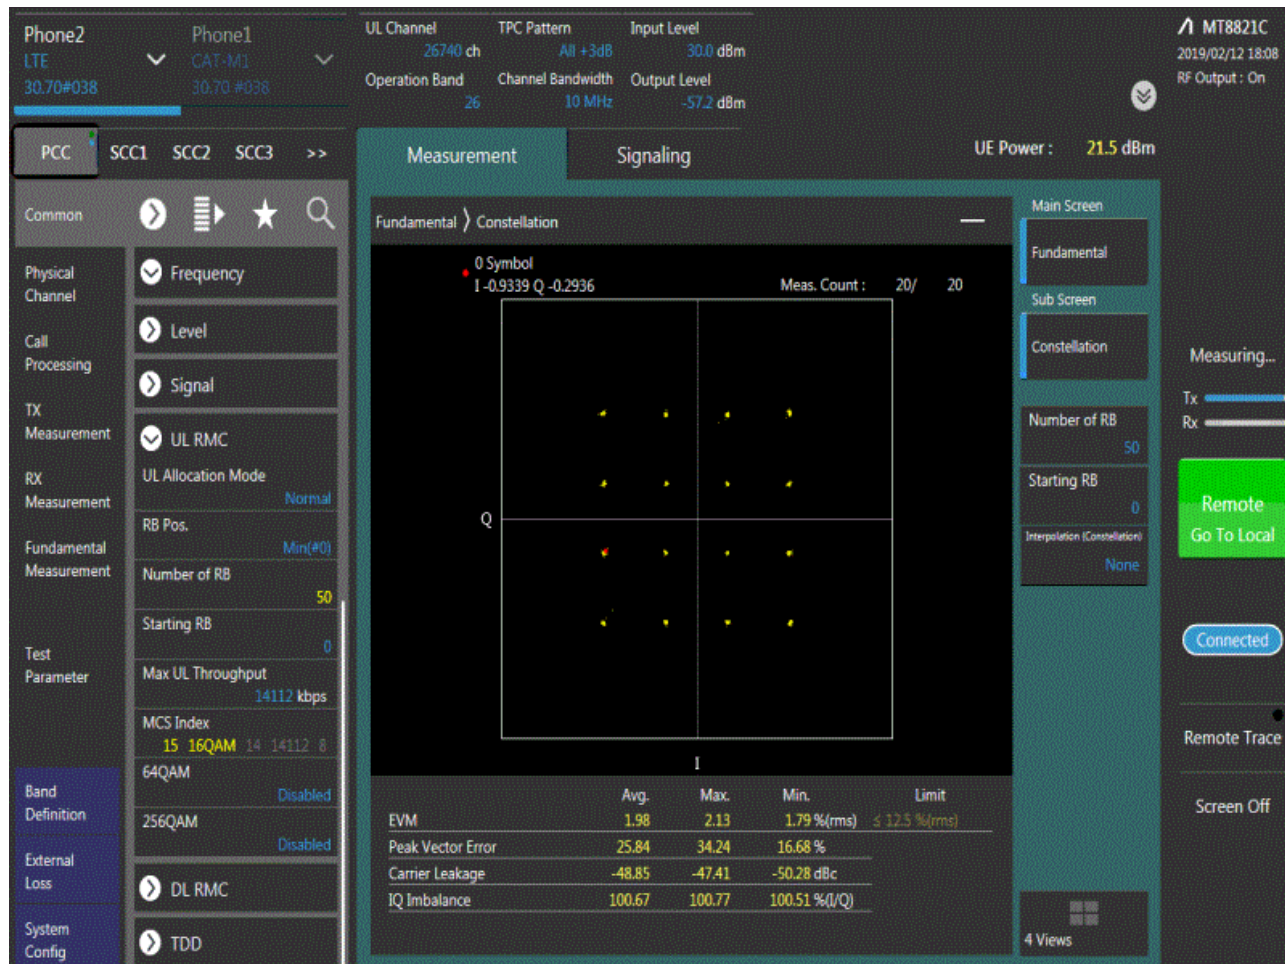 Phone2
LTE
30.70#038
Phone1
CAT-M1
30.70 #038
UL Channel
26740 ch
TPC Pattern
All +3dB
Input Level
30.0 dBm
Operation Band
26
Channel Bandwidth
10 MHz
Output Level
-57.2 dBm
MT8821C
2019/02/12 18:08
RF Output : On
PCC SCC1 SCC2 SCC3 >>
Measurement
Signaling
UE Power : 21.5 dBm
Common
Physical
Channel
Call
Processing
TX
Measurement
RX
Measurement
Fundamental
Measurement
Test
Parameter
Band
Definition
External
Loss
System
Config
Frequency
Level
Signal
UL RMC
UL Allocation Mode
Normal
RB Pos.
Min(#0)
Number of RB
50
Starting RB
0
Max UL Throughput
14112 kbps
MCS Index
15 16QAM 14 14112 8
64QAM
Disabled
256QAM
Disabled
DL RMC
TDD
Fundamental 〉 Constellation
0 Symbol
I -0.9339 Q -0.2936
Meas. Count : 20/ 20
Q
I
Avg. Max. Min. Limit
EVM 1.98 2.13 1.79 %(rms) ≤ 12.5 %(rms)
Peak Vector Error 25.84 34.24 16.68 %
Carrier Leakage -48.85 -47.41 -50.28 dBc
IQ Imbalance 100.67 100.77 100.51 %(I/Q)
Main Screen
Fundamental
Sub Screen
Constellation
Number of RB
50
Starting RB
0
Interpolation (Constellation)
None
4 Views
Measuring...
Tx
Rx
Remote
Go To Local
Connected
Remote Trace
Screen Off